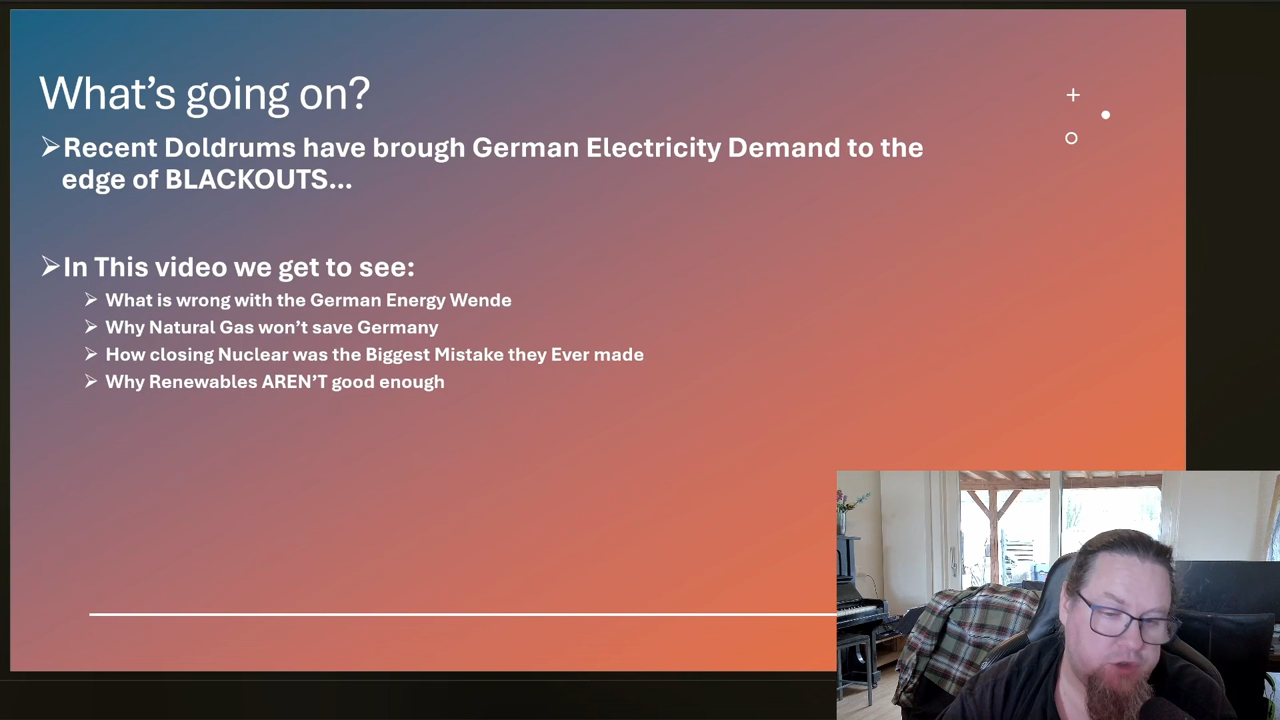 What's going on?
Recent Doldrums have brough German Electricity Demand to the
edge of BLACKOUTS...
In This video we get to see:
What is wrong with the German Energy Wende
Why Natural Gas won't save Germany
How closing Nuclear was the Biggest Mistake they Ever made
Why Renewables AREN'T good enough